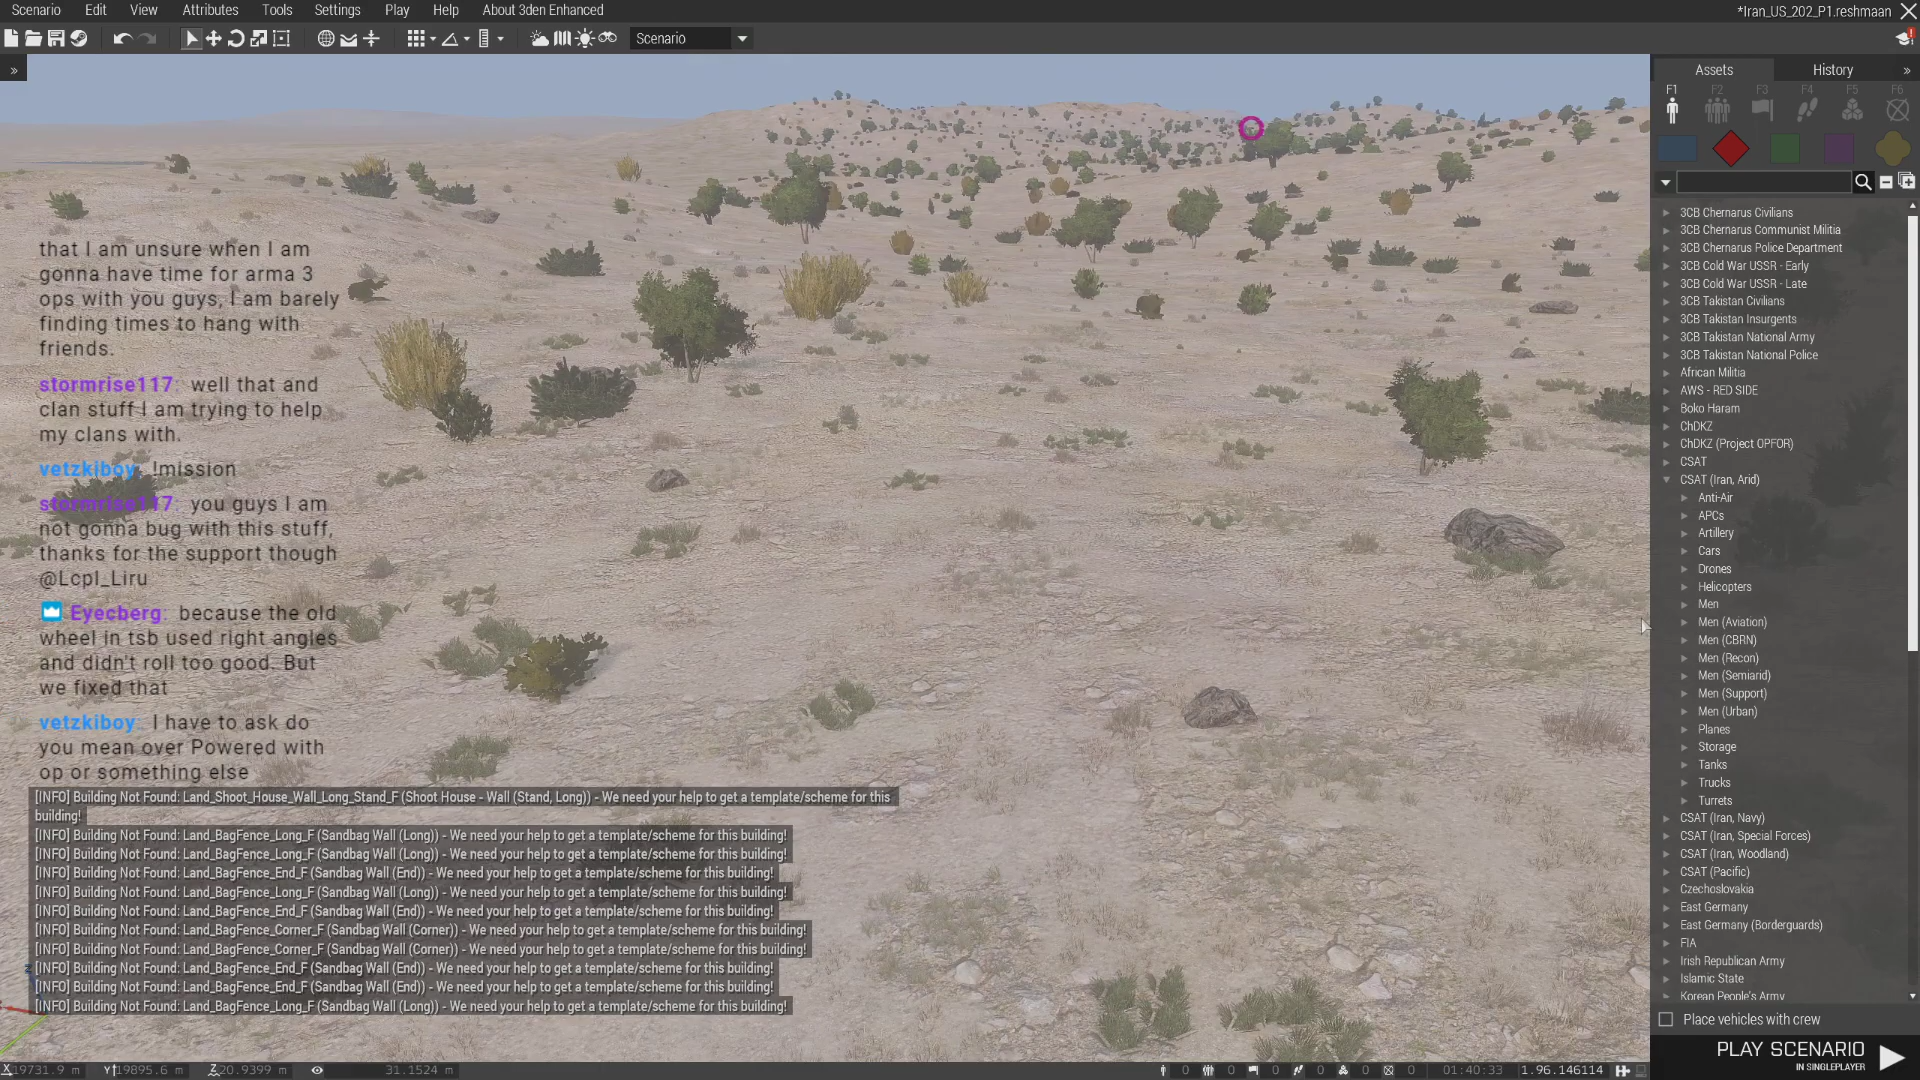 Scenario Edit View Attributes Tools Settings Play Help About 3den Enhanced
*Iran_US_202_P1.reshmaan
Scenario
Assets History
F1 F2 F3 F4 F5 F6
that I am unsure when I am
gonna have time for arma 3
ops with you guys, I am barely
finding times to hang with
friends.
stormrise117: well that and
clan stuff I am trying to help
my clans with.
vetzkiboy: !mission
stormrise117: you guys I am
not gonna bug with this stuff,
thanks for the support though
@Lcpl_Liru
Eyecberg: because the old
wheel in tsb used right angles
and didn't roll too good. But
we fixed that
vetzkiboy: I have to ask do
you mean over Powered with
op or something else
[INFO] Building Not Found: Land_Shoot_House_Wall_Long_Stand_F (Shoot House - Wall (Stand, Long)) - We need your help to get a template/scheme for this
building!
[INFO] Building Not Found: Land_BagFence_Long_F (Sandbag Wall (Long)) - We need your help to get a template/scheme for this building!
[INFO] Building Not Found: Land_BagFence_Long_F (Sandbag Wall (Long)) - We need your help to get a template/scheme for this building!
[INFO] Building Not Found: Land_BagFence_End_F (Sandbag Wall (End)) - We need your help to get a template/scheme for this building!
[INFO] Building Not Found: Land_BagFence_Long_F (Sandbag Wall (Long)) - We need your help to get a template/scheme for this building!
[INFO] Building Not Found: Land_BagFence_End_F (Sandbag Wall (End)) - We need your help to get a template/scheme for this building!
[INFO] Building Not Found: Land_BagFence_Corner_F (Sandbag Wall (Corner)) - We need your help to get a template/scheme for this building!
[INFO] Building Not Found: Land_BagFence_Corner_F (Sandbag Wall (Corner)) - We need your help to get a template/scheme for this building!
[INFO] Building Not Found: Land_BagFence_End_F (Sandbag Wall (End)) - We need your help to get a template/scheme for this building!
[INFO] Building Not Found: Land_BagFence_End_F (Sandbag Wall (End)) - We need your help to get a template/scheme for this building!
[INFO] Building Not Found: Land_BagFence_Long_F (Sandbag Wall (Long)) - We need your help to get a template/scheme for this building!
3CB Chernarus Civilians
3CB Chernarus Communist Militia
3CB Chernarus Police Department
3CB Cold War USSR - Early
3CB Cold War USSR - Late
3CB Takistan Civilians
3CB Takistan Insurgents
3CB Takistan National Army
3CB Takistan National Police
African Militia
AWS - RED SIDE
Boko Haram
ChDKZ
ChDKZ (Project OPFOR)
CSAT
CSAT (Iran, Arid)
Anti-Air
APCs
Artillery
Cars
Drones
Helicopters
Men
Men (Aviation)
Men (CBRN)
Men (Recon)
Men (Semiarid)
Men (Support)
Men (Urban)
Planes
Storage
Tanks
Trucks
Turrets
CSAT (Iran, Navy)
CSAT (Iran, Special Forces)
CSAT (Iran, Woodland)
CSAT (Pacific)
Czechoslovakia
East Germany
East Germany (Borderguards)
FIA
Irish Republican Army
Islamic State
Korean People's Army
Place vehicles with crew
PLAY SCENARIO
IN SINGLEPLAYER
X 19731.9 m Y 19895.6 m Z 20.9399 m 31.1524 m 0 0 0 0 0 0 01:40:33 1.96.146114